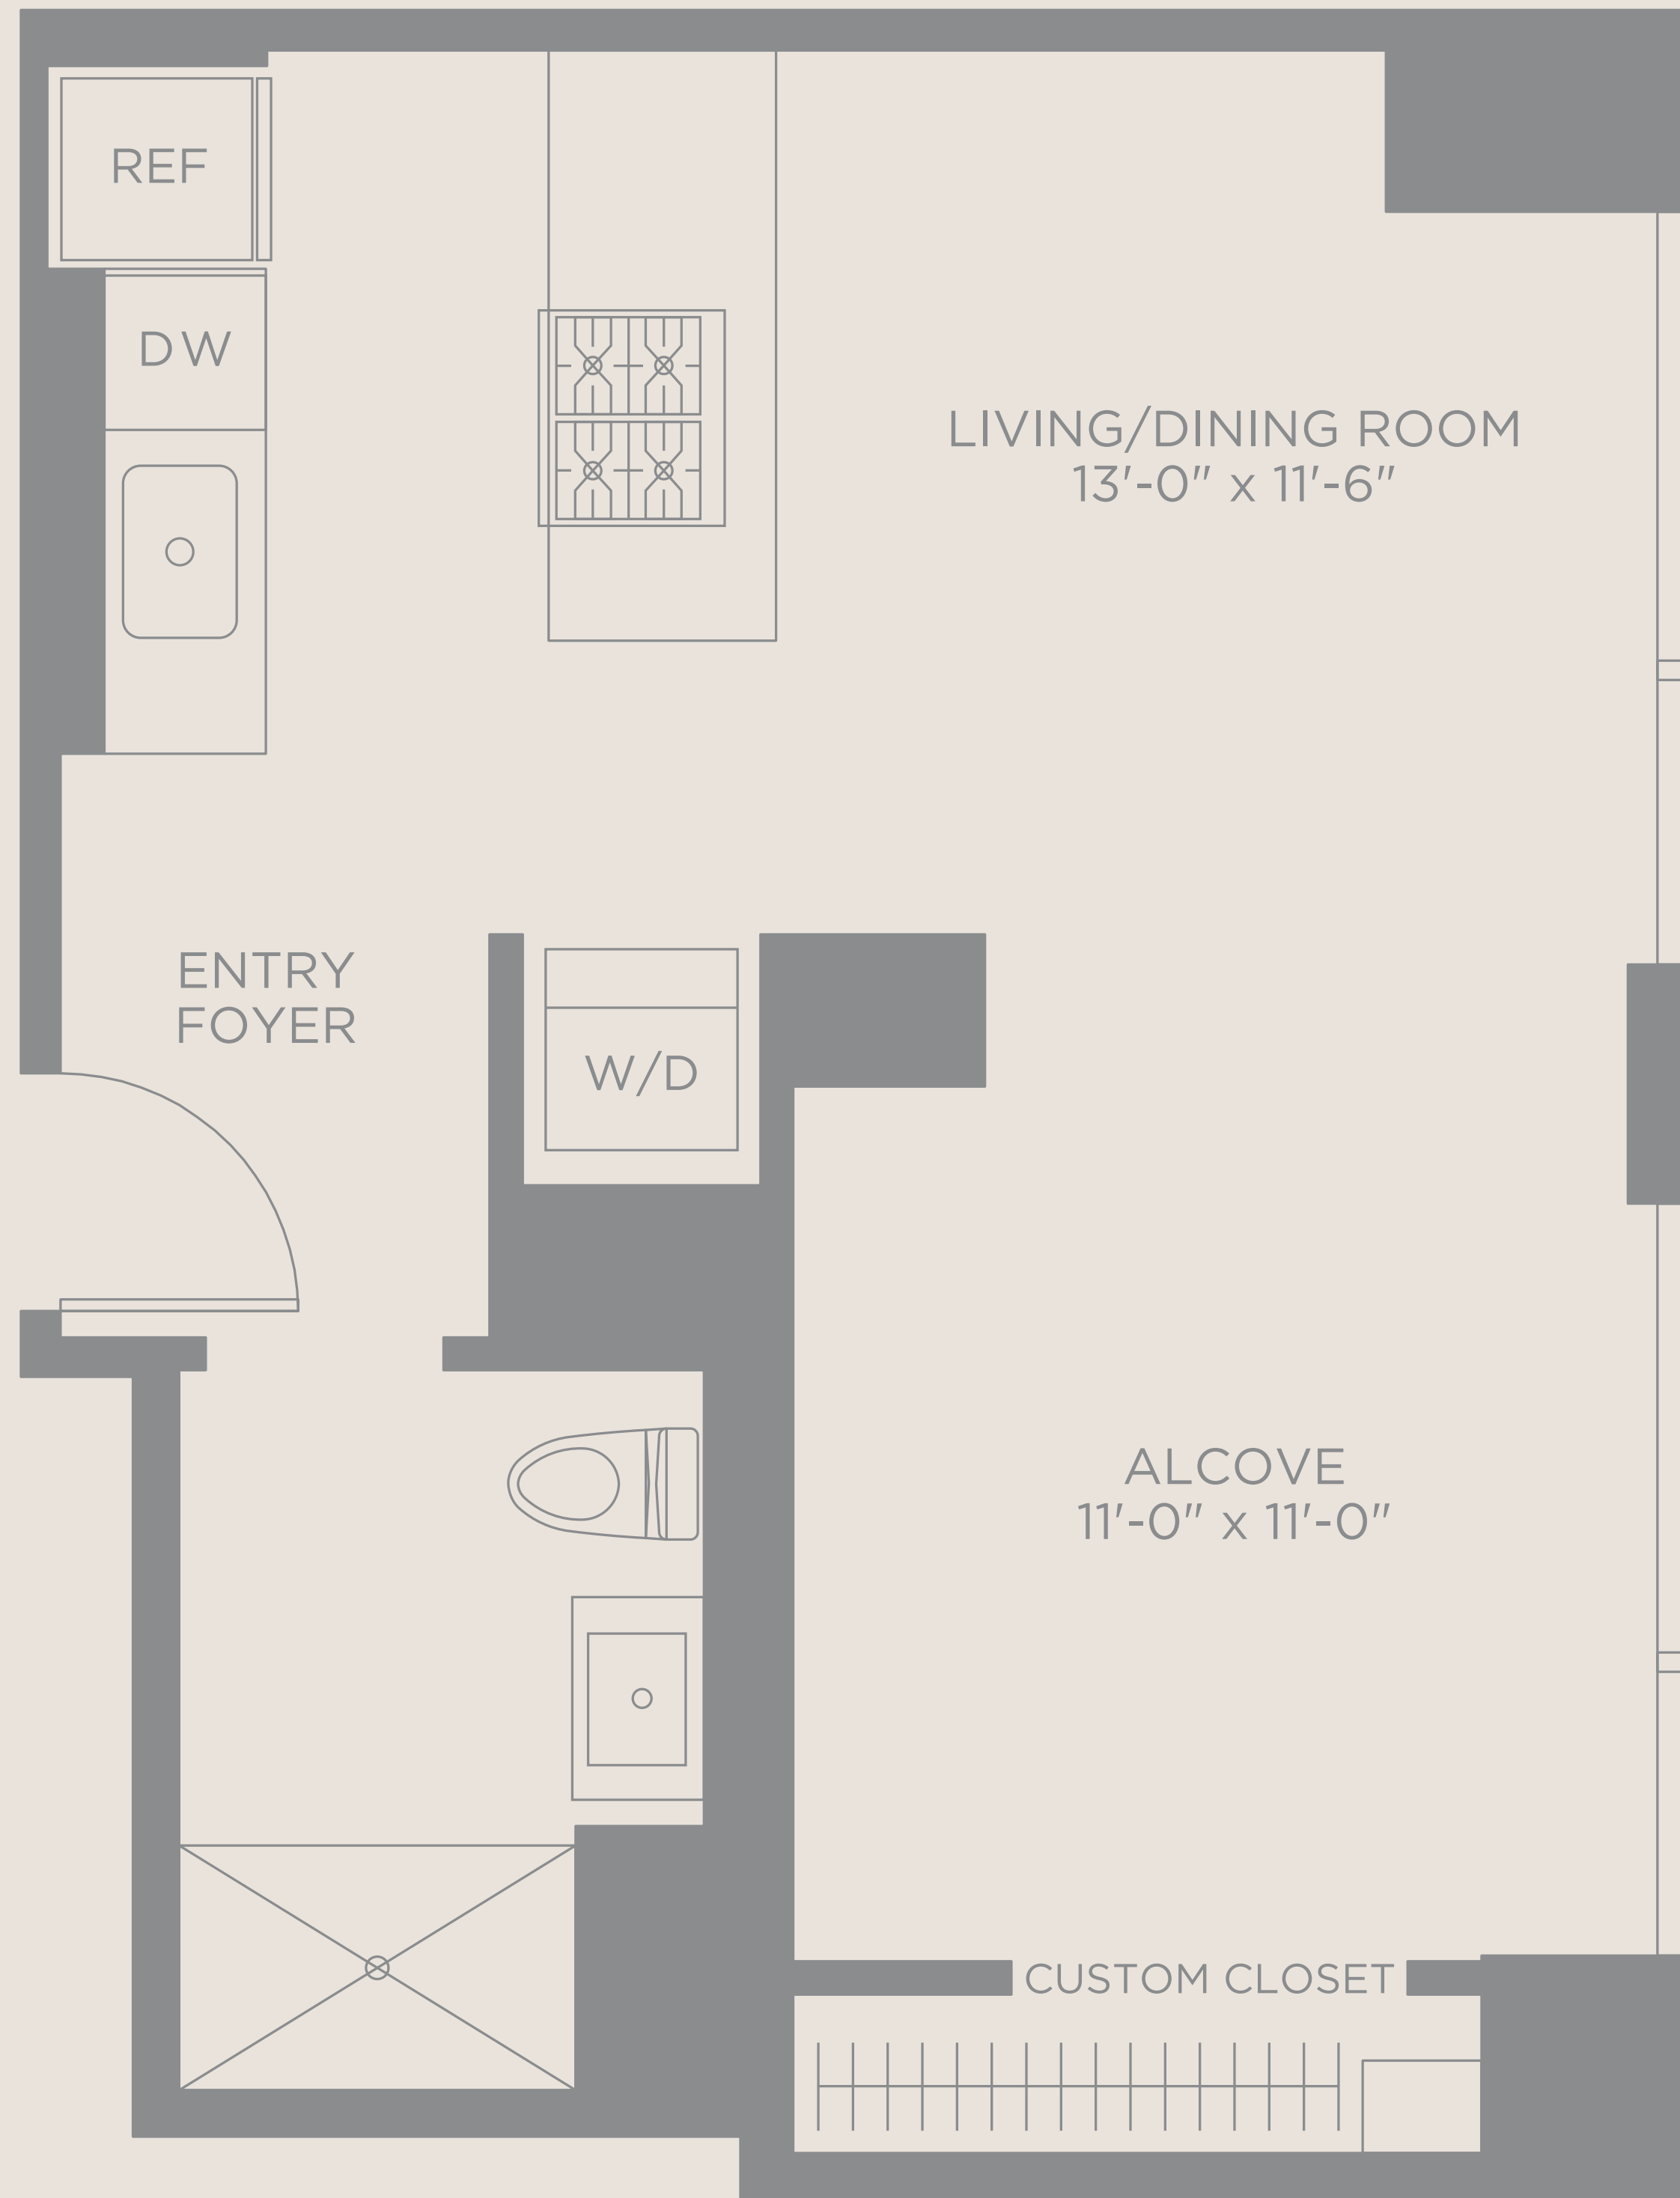 REF
DW
LIVING/DINING ROOM
13'-0" x 11'-6"
ENTRY
FOYER
W/D
ALCOVE
11'-0" x 11'-0"
CUSTOM CLOSET